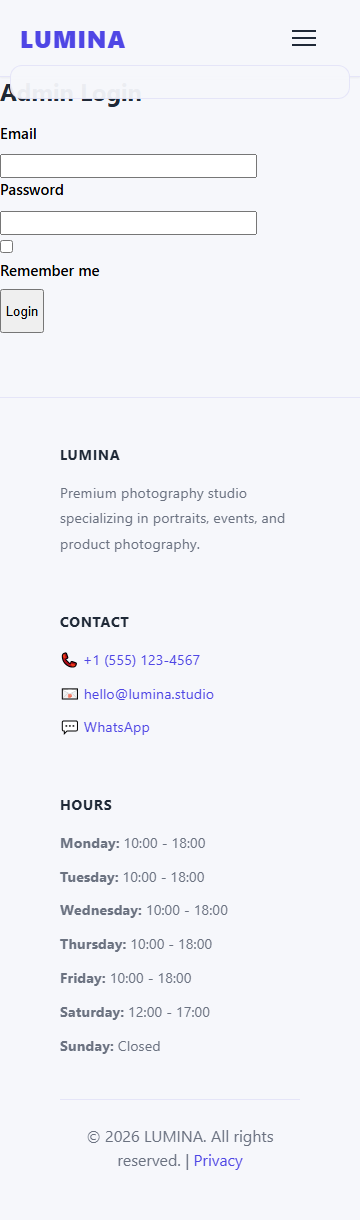 LUMINA
Admin Login
Email
Password
Remember me
Login
LUMINA
Premium photography studio
specializing in portraits, events, and
product photography.
CONTACT
+1 (555) 123-4567
hello@lumina.studio
WhatsApp
HOURS
Monday: 10:00 - 18:00
Tuesday: 10:00 - 18:00
Wednesday: 10:00 - 18:00
Thursday: 10:00 - 18:00
Friday: 10:00 - 18:00
Saturday: 12:00 - 17:00
Sunday: Closed
© 2026 LUMINA. All rights
reserved. | Privacy